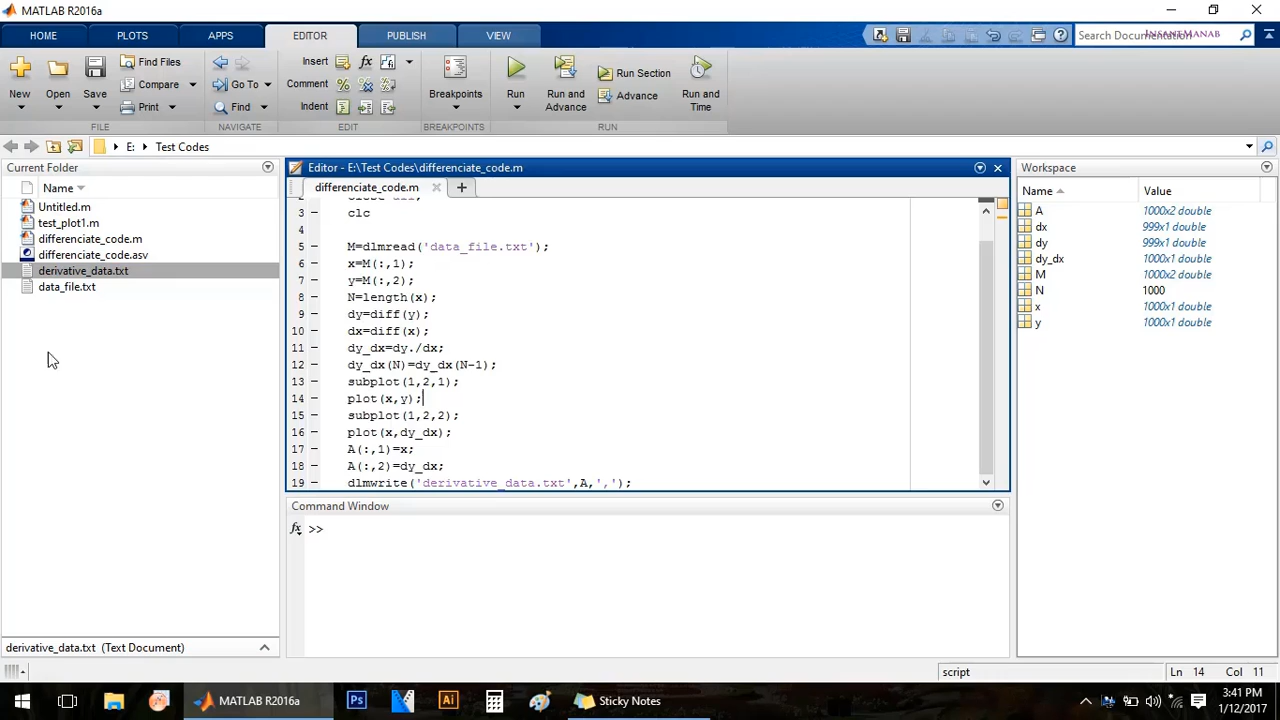 MATLAB R2016a
HOME
PLOTS
APPS
EDITOR
PUBLISH
VIEW
Search Documentation
INSANTMANAB
New
Open
Save
Find Files
Compare
Print
FILE
Go To
Find
NAVIGATE
Insert
Comment
Indent
fx
EDIT
Breakpoints
BREAKPOINTS
Run
Run and Advance
Run Section
Advance
Run and Time
RUN
E:
Test Codes
Current Folder
Name
Untitled.m
test_plot1.m
differenciate_code.m
differenciate_code.asv
derivative_data.txt
data_file.txt
derivative_data.txt (Text Document)
Editor - E:\Test Codes\differenciate_code.m
differenciate_code.m
2 – close all;
3 – clc
4
5 – M=dlmread('data_file.txt');
6 – x=M(:,1);
7 – y=M(:,2);
8 – N=length(x);
9 – dy=diff(y);
10 – dx=diff(x);
11 – dy_dx=dy./dx;
12 – dy_dx(N)=dy_dx(N-1);
13 – subplot(1,2,1);
14 – plot(x,y);
15 – subplot(1,2,2);
16 – plot(x,dy_dx);
17 – A(:,1)=x;
18 – A(:,2)=dy_dx;
19 – dlmwrite('derivative_data.txt',A,',');
Command Window
fx >>
Workspace
Name Value
A 1000x2 double
dx 999x1 double
dy 999x1 double
dy_dx 1000x1 double
M 1000x2 double
N 1000
x 1000x1 double
y 1000x1 double
script
Ln 14 Col 11
MATLAB R2016a
Ps
Ai
Sticky Notes
3:41 PM
1/12/2017